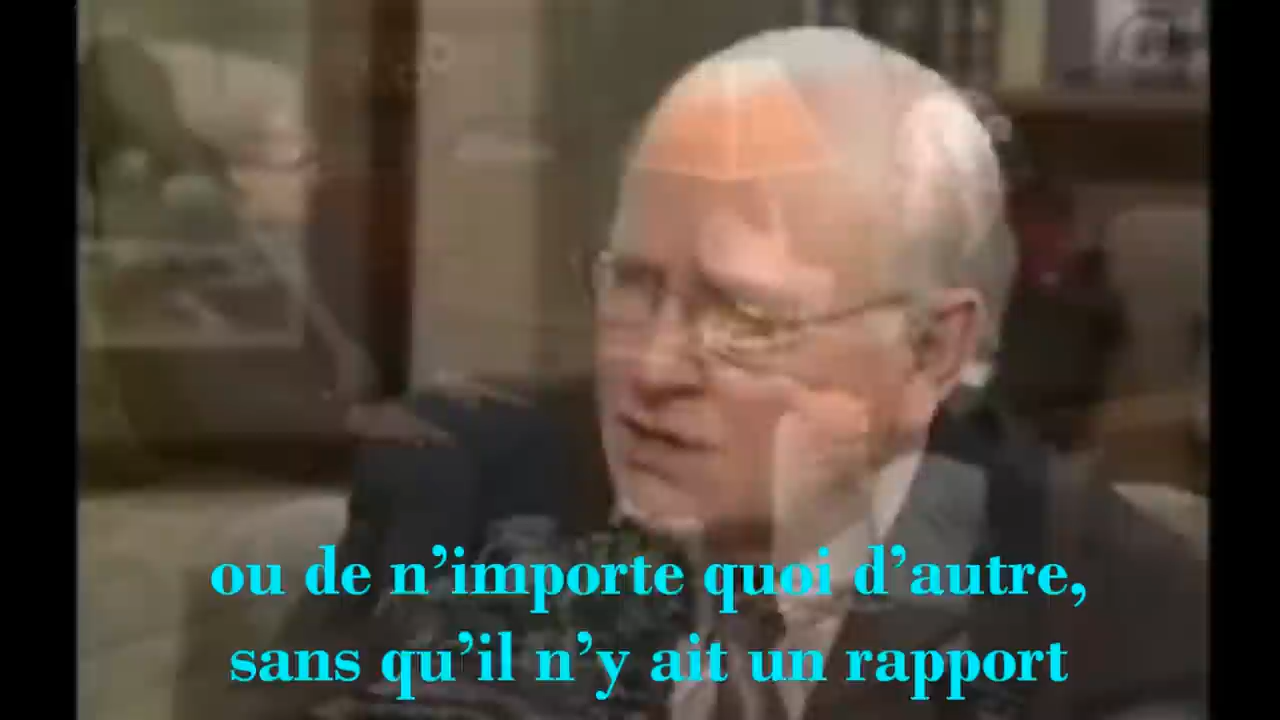 ou de n’importe quoi d’autre,
sans qu’il n’y ait un rapport